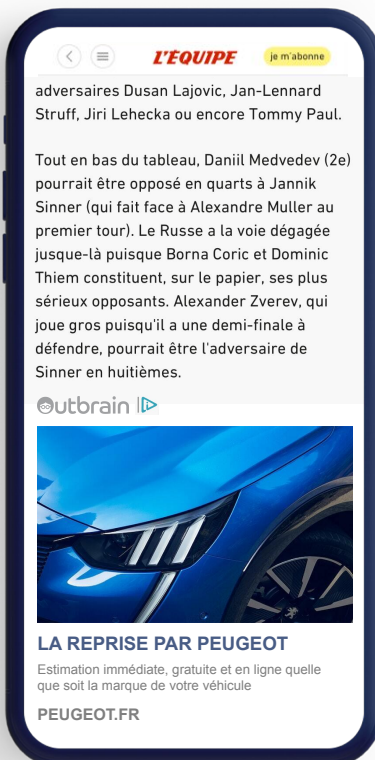 L'ÉQUIPE
je m'abonne
adversaires Dusan Lajovic, Jan-Lennard
Struff, Jiri Lehecka ou encore Tommy Paul.
Tout en bas du tableau, Daniil Medvedev (2e)
pourrait être opposé en quarts à Jannik
Sinner (qui fait face à Alexandre Muller au
premier tour). Le Russe a la voie dégagée
jusque-là puisque Borna Coric et Dominic
Thiem constituent, sur le papier, ses plus
sérieux opposants. Alexander Zverev, qui
joue gros puisqu'il a une demi-finale à
défendre, pourrait être l'adversaire de
Sinner en huitièmes.
Outbrain
LA REPRISE PAR PEUGEOT
Estimation immédiate, gratuite et en ligne quelle
que soit la marque de votre véhicule
PEUGEOT.FR